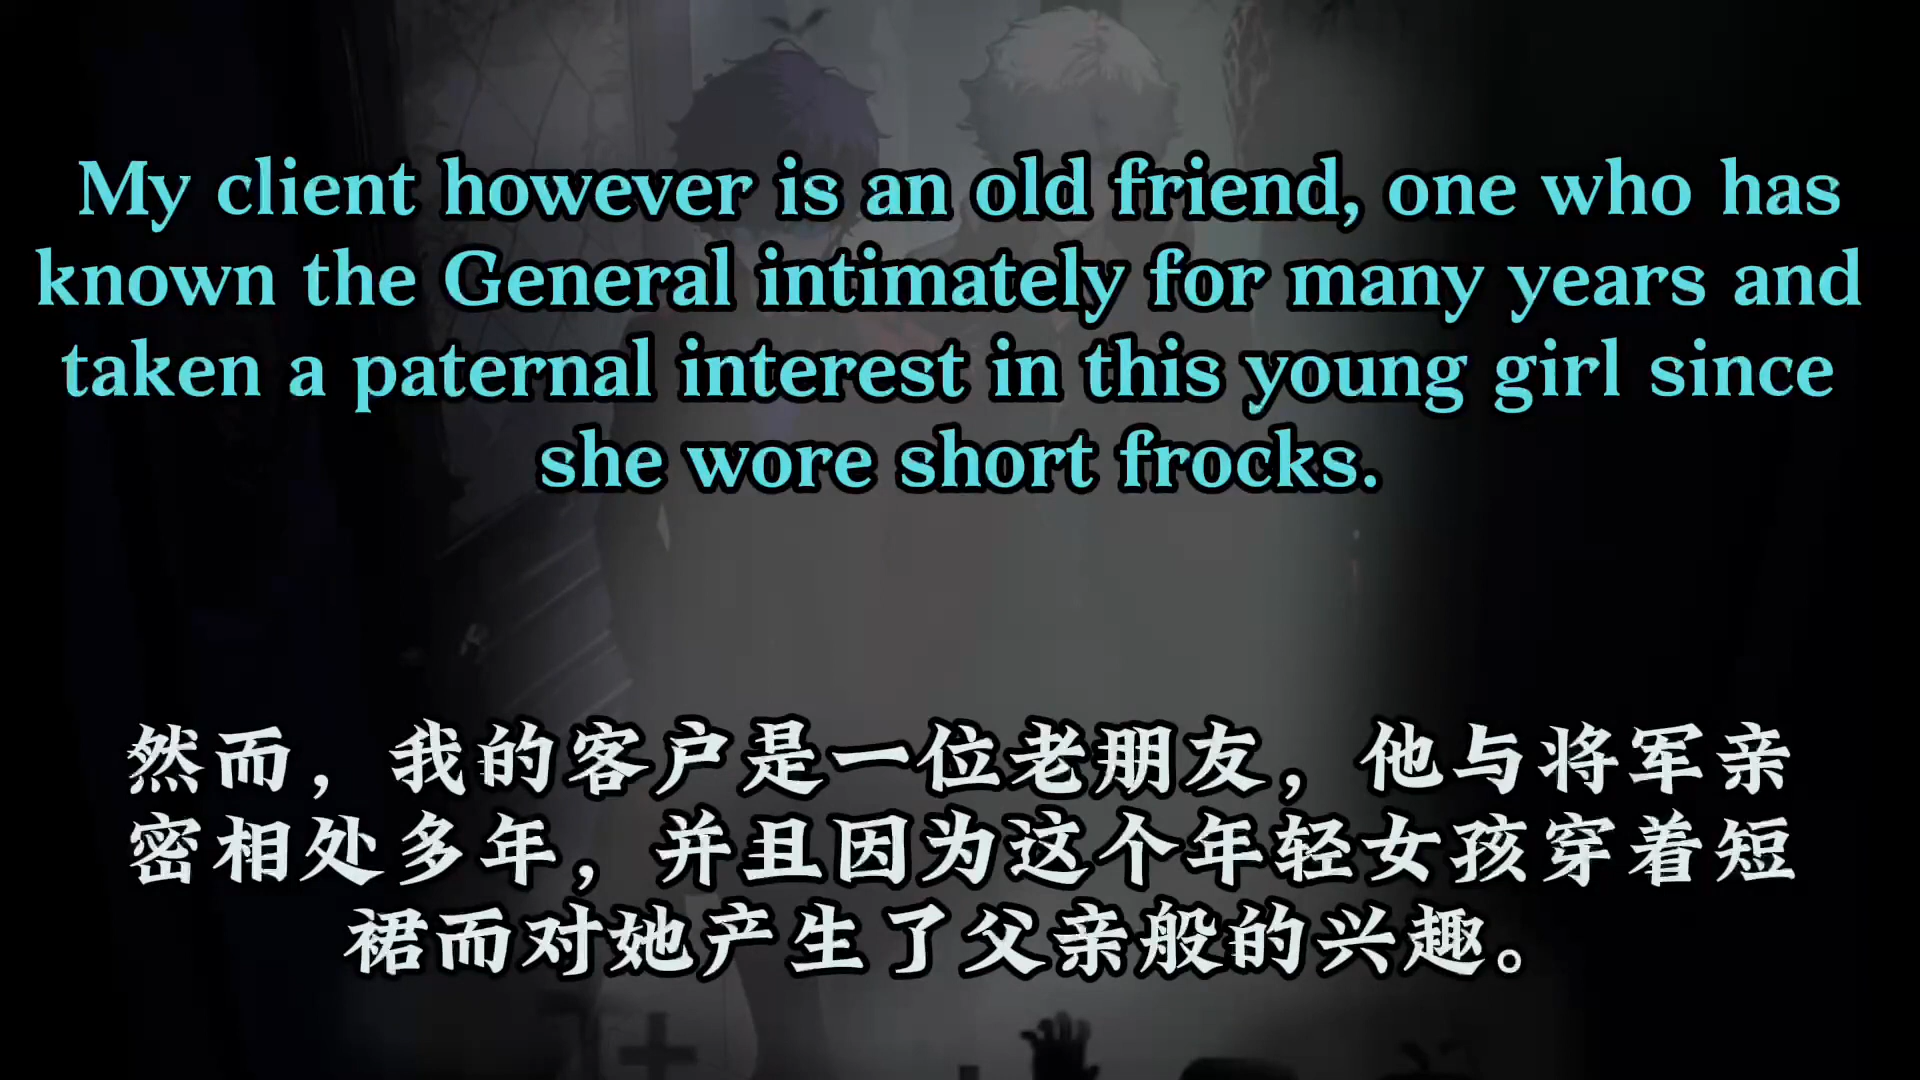 My client however is an old friend, one who has
known the General intimately for many years and
taken a paternal interest in this young girl since
she wore short frocks.
然而，我的客户是一位老朋友，他与将军亲
密相处多年，并且因为这个年轻女孩穿着短
裙而对她产生了父亲般的兴趣。